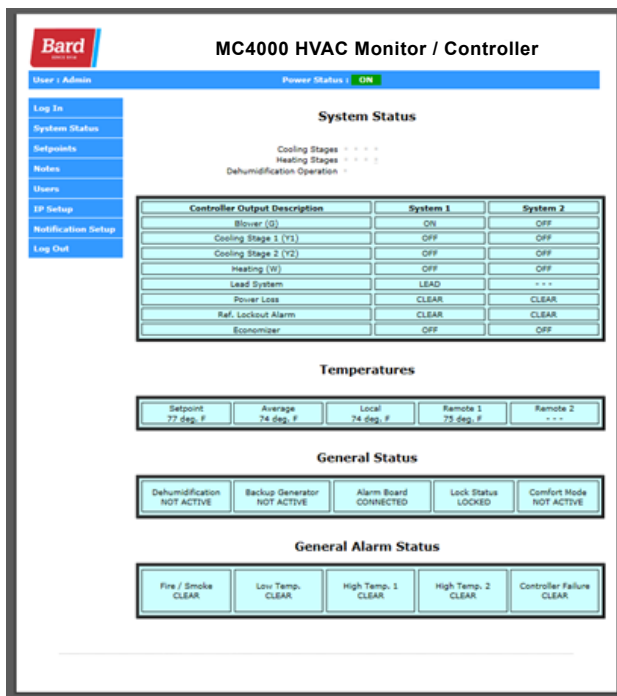 Bard
MC4000 HVAC Monitor / Controller
User : Admin
Power Status : ON
Log In
System Status
Setpoints
Notes
Users
IP Setup
Notification Setup
Log Out
System Status
Cooling Stages - - - -
Heating Stages
Dehumidification Operation -
Controller Output Description System 1 System 2
Blower (G) ON OFF
Cooling Stage 1 (Y1) OFF OFF
Cooling Stage 2 (Y2) OFF OFF
Heating (W) OFF OFF
Lead System LEAD - - -
Power Loss CLEAR CLEAR
Ref. Lockout Alarm CLEAR CLEAR
Economizer OFF OFF
Temperatures
Setpoint Average Local Remote 1 Remote 2
77 deg. F 74 deg. F 74 deg. F 75 deg. F - - -
General Status
Dehumidification Backup Generator Alarm Board Lock Status Comfort Mode
NOT ACTIVE NOT ACTIVE CONNECTED LOCKED NOT ACTIVE
General Alarm Status
Fire / Smoke Low Temp. High Temp. 1 High Temp. 2 Controller Failure
CLEAR CLEAR CLEAR CLEAR CLEAR